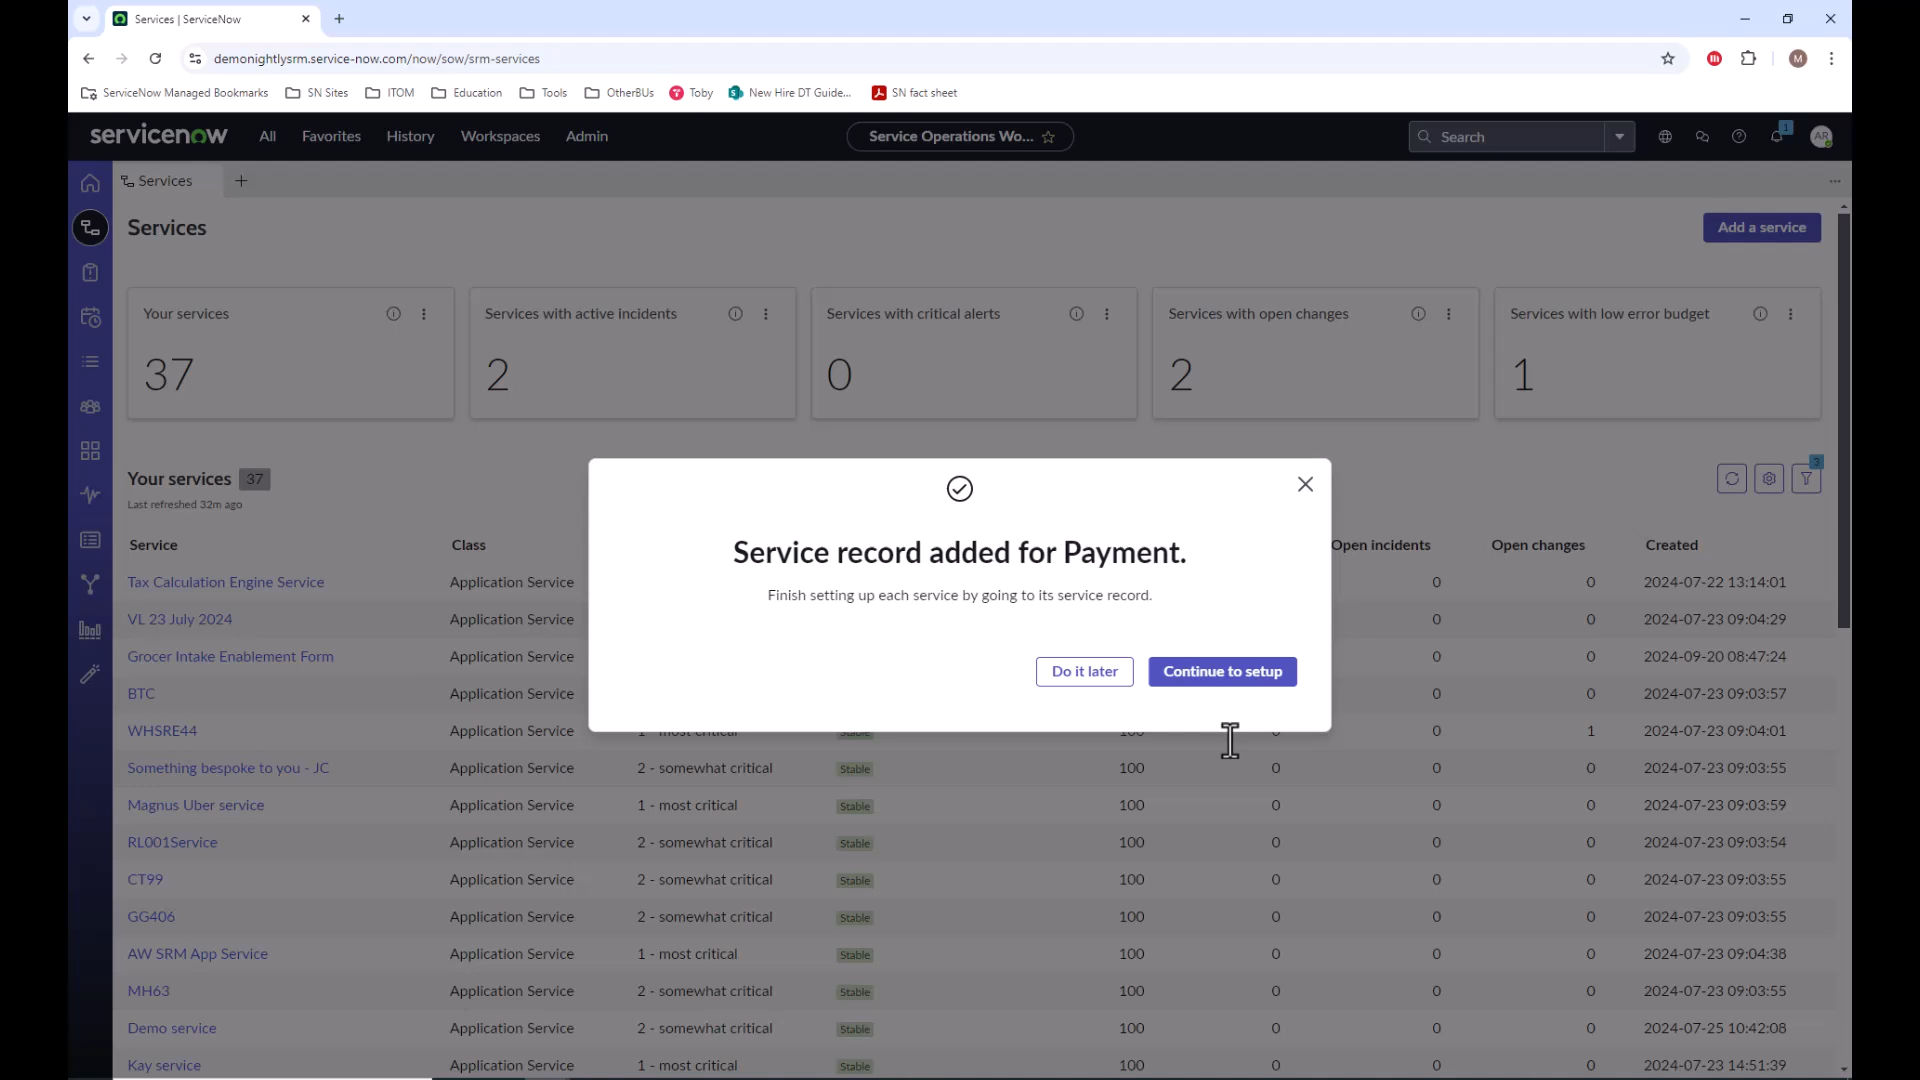 Services | ServiceNow
demonightlysrm.service-now.com/now/sow/srm-services
M
ServiceNow Managed Bookmarks SN Sites ITOM Education Tools OtherBUs Toby New Hire DT Guide... SN fact sheet
servicenow All Favorites History Workspaces Admin Service Operations Wo... Search 1 AR
Services
Services Add a service
Your services Services with active incidents Services with critical alerts Services with open changes Services with low error budget
37 2 0 2 1
Your services 37 3
Last refreshed 32m ago
Service record added for Payment.
Finish setting up each service by going to its service record.
Do it later Continue to setup
Service Class Open incidents Open changes Created
Tax Calculation Engine Service Application Service 0 0 2024-07-22 13:14:01
VL 23 July 2024 Application Service 0 0 2024-07-23 09:04:29
Grocer Intake Enablement Form Application Service 0 0 2024-09-20 08:47:24
BTC Application Service 0 0 2024-07-23 09:03:57
WHSRE44 Application Service 0 1 2024-07-23 09:04:01
Something bespoke to you - JC Application Service 2 - somewhat critical Stable 100 0 0 0 2024-07-23 09:03:55
Magnus Uber service Application Service 1 - most critical Stable 100 0 0 0 2024-07-23 09:03:59
RL001Service Application Service 2 - somewhat critical Stable 100 0 0 0 2024-07-23 09:03:54
CT99 Application Service 2 - somewhat critical Stable 100 0 0 0 2024-07-23 09:03:55
GG406 Application Service 2 - somewhat critical Stable 100 0 0 0 2024-07-23 09:03:55
AW SRM App Service Application Service 1 - most critical Stable 100 0 0 0 2024-07-23 09:04:38
MH63 Application Service 2 - somewhat critical Stable 100 0 0 0 2024-07-23 09:03:55
Demo service Application Service 2 - somewhat critical Stable 100 0 0 0 2024-07-25 10:42:08
Kay service Application Service 1 - most critical Stable 100 0 0 0 2024-07-23 14:51:39